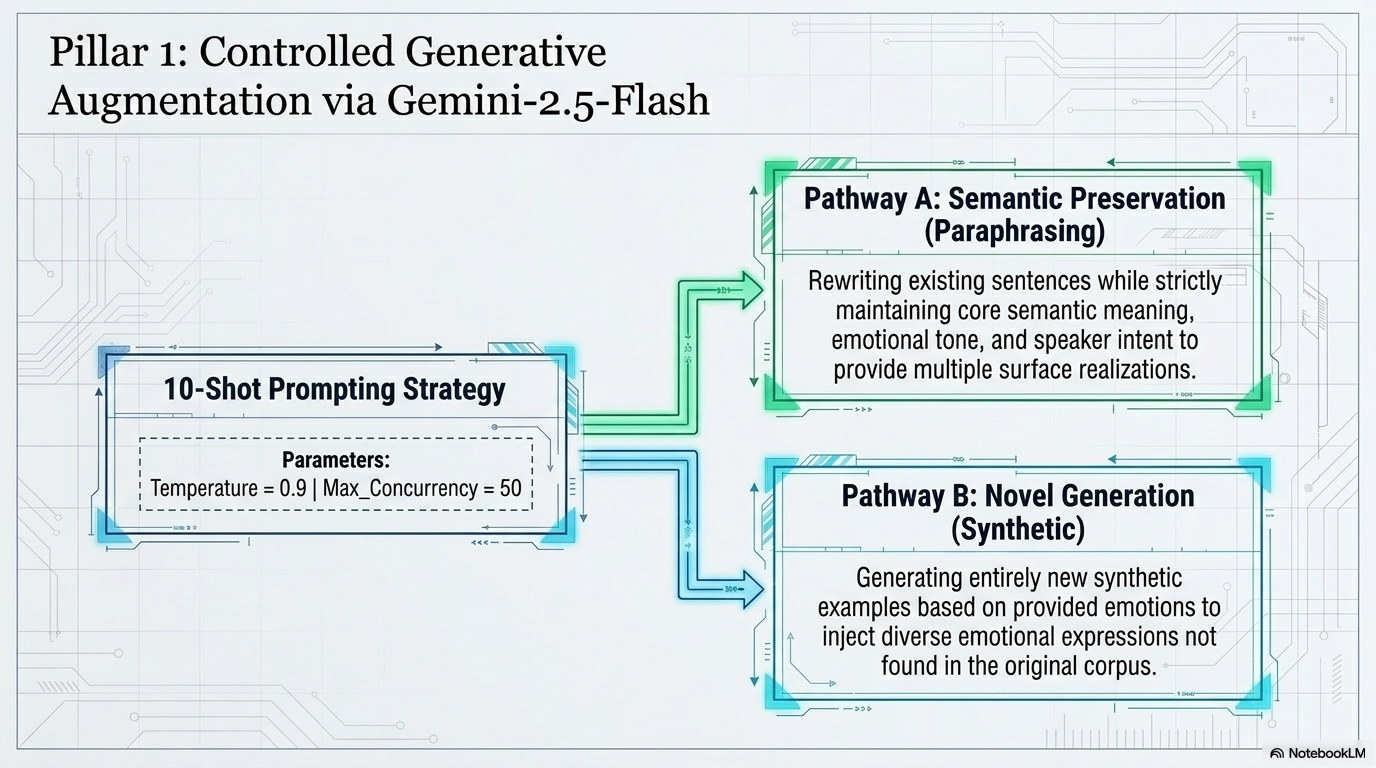 Pillar 1: Controlled Generative
Augmentation via Gemini-2.5-Flash
10-Shot Prompting Strategy
Parameters:
Temperature = 0.9 | Max_Concurrency = 50
Pathway A: Semantic Preservation
(Paraphrasing)
Rewriting existing sentences while strictly
maintaining core semantic meaning,
emotional tone, and speaker intent to
provide multiple surface realizations.
Pathway B: Novel Generation
(Synthetic)
Generating entirely new synthetic
examples based on provided emotions to
inject diverse emotional expressions not
found in the original corpus.
NotebookLM